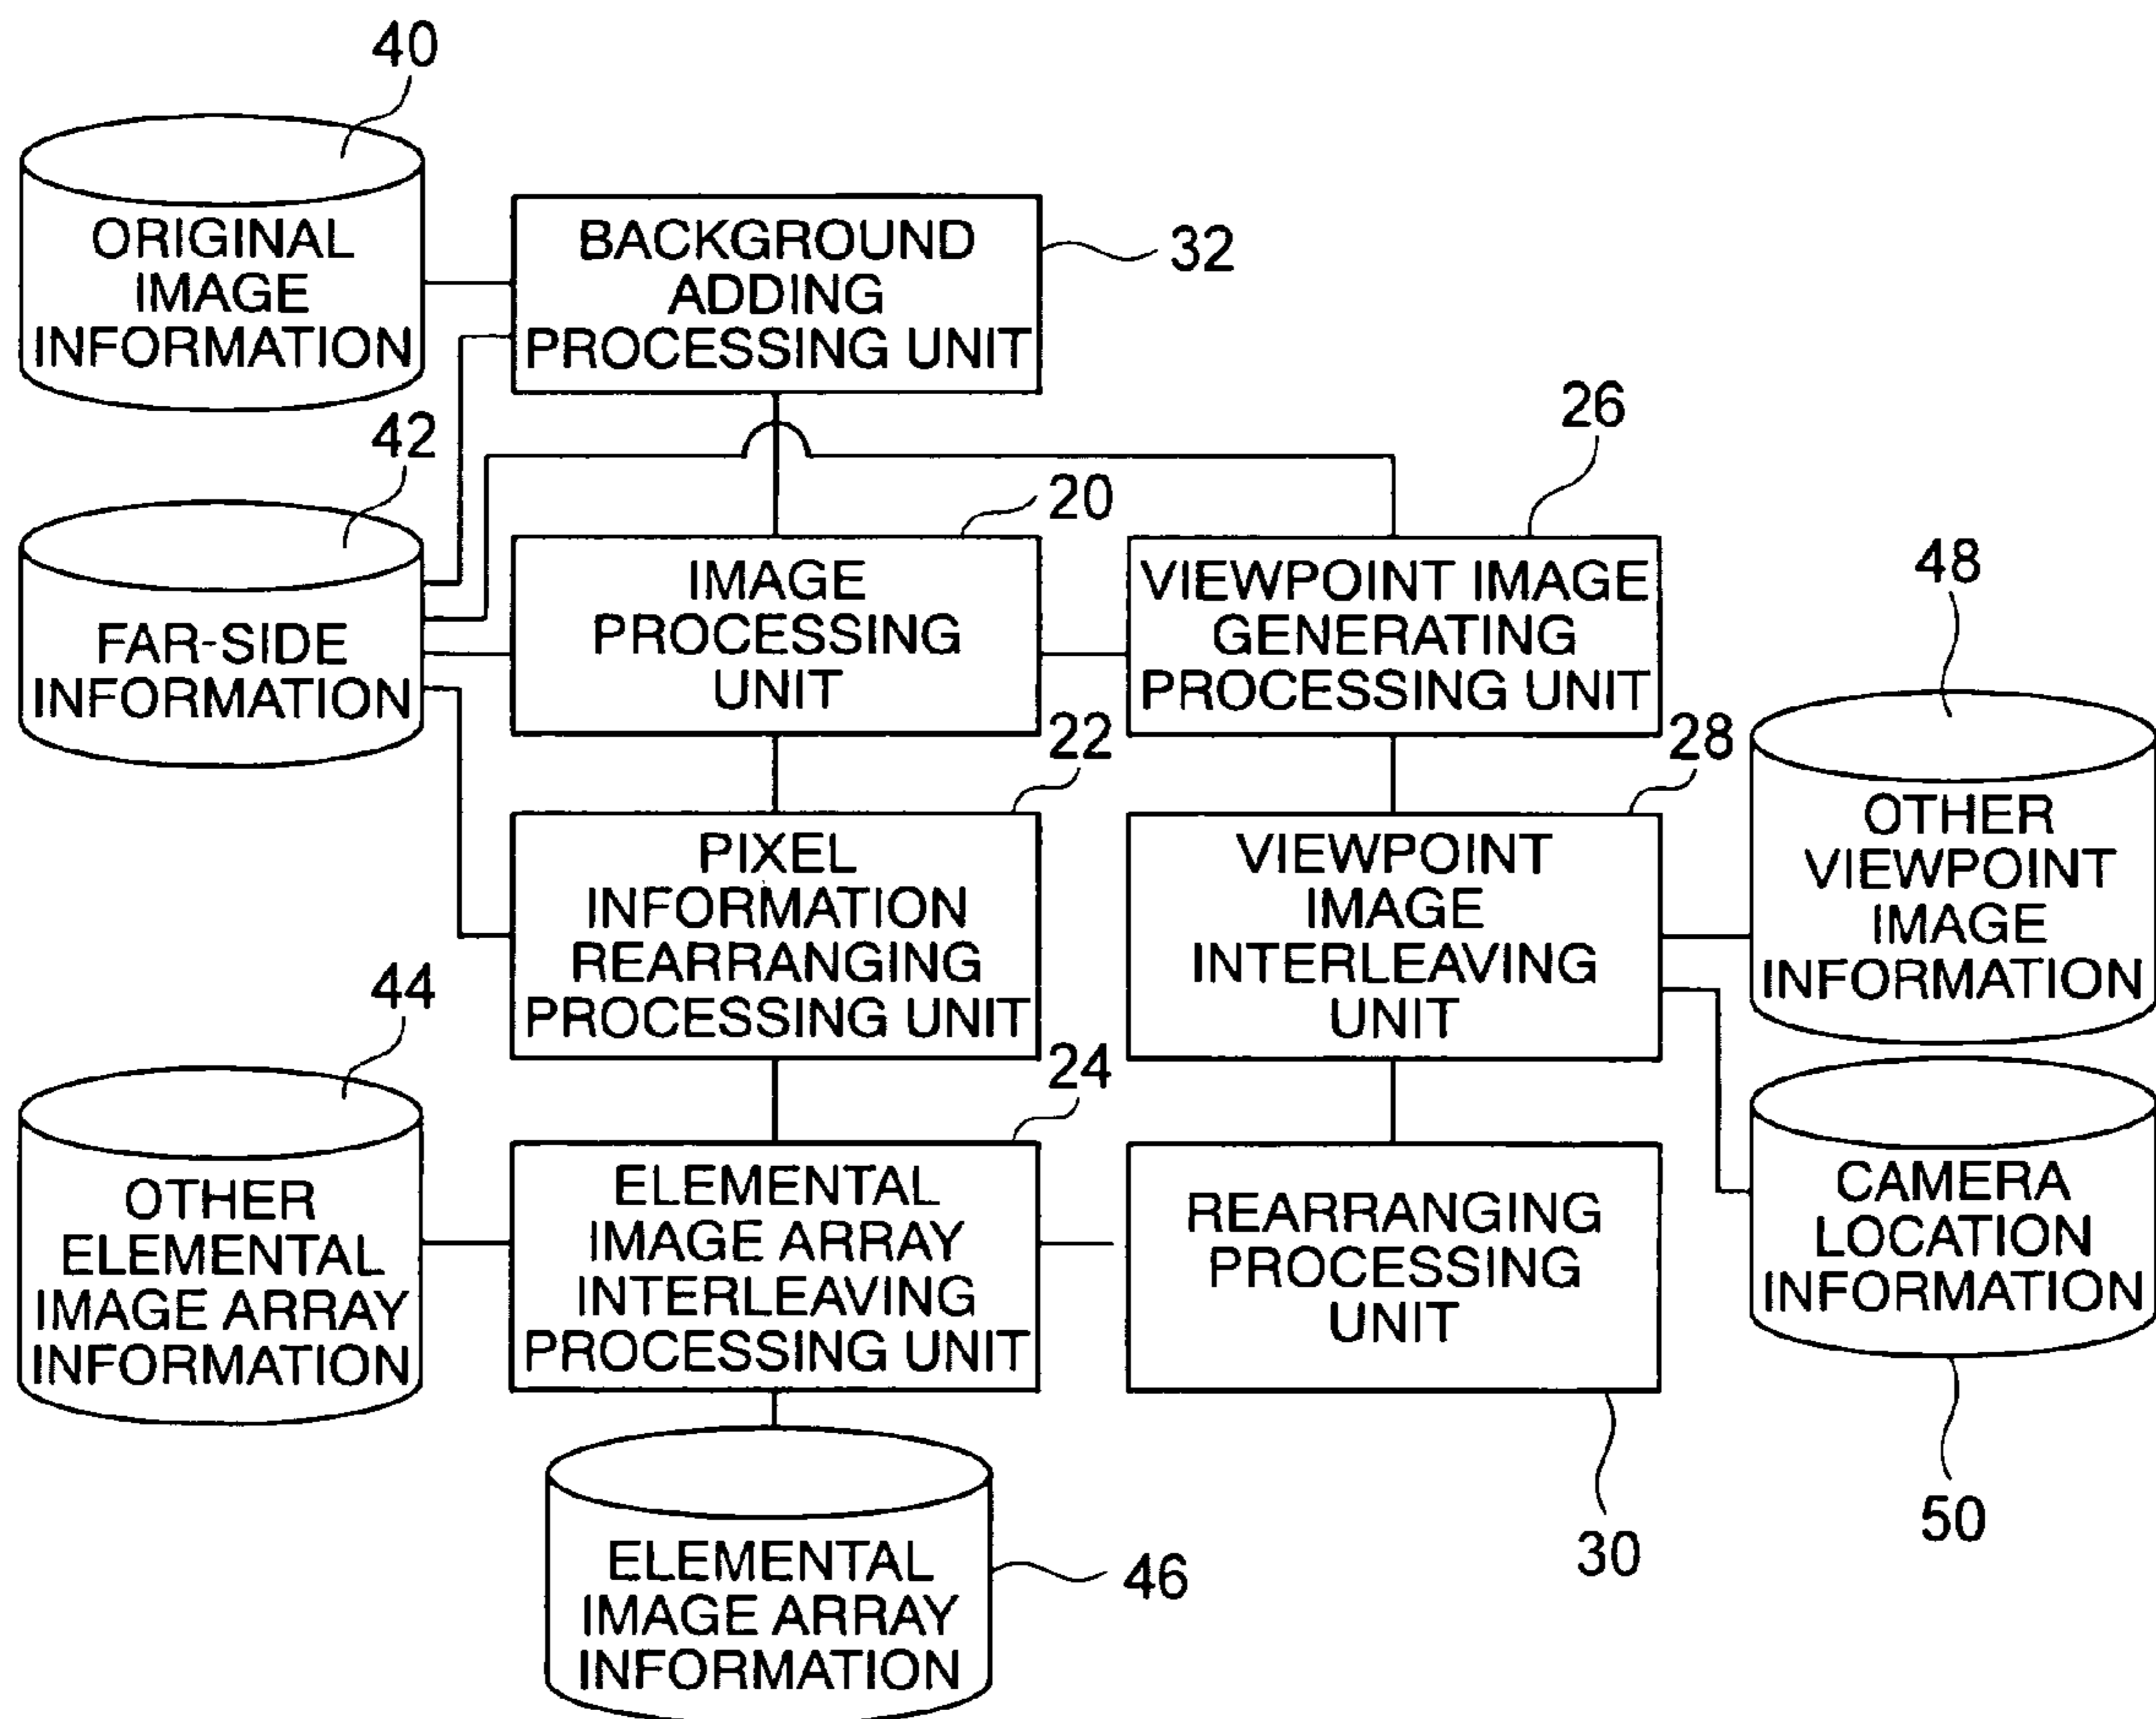 40
ORIGINAL
IMAGE
INFORMATION
BACKGROUND
ADDING
PROCESSING UNIT
32
42
FAR-SIDE
INFORMATION
20
IMAGE
PROCESSING
UNIT
26
VIEWPOINT IMAGE
GENERATING
PROCESSING UNIT
48
OTHER
VIEWPOINT
IMAGE
INFORMATION
22
PIXEL
INFORMATION
REARRANGING
PROCESSING UNIT
28
VIEWPOINT
IMAGE
INTERLEAVING
UNIT
44
OTHER
ELEMENTAL
IMAGE ARRAY
INFORMATION
24
ELEMENTAL
IMAGE ARRAY
INTERLEAVING
PROCESSING UNIT
REARRANGING
PROCESSING
UNIT
30
CAMERA
LOCATION
INFORMATION
50
ELEMENTAL
IMAGE ARRAY
INFORMATION
46